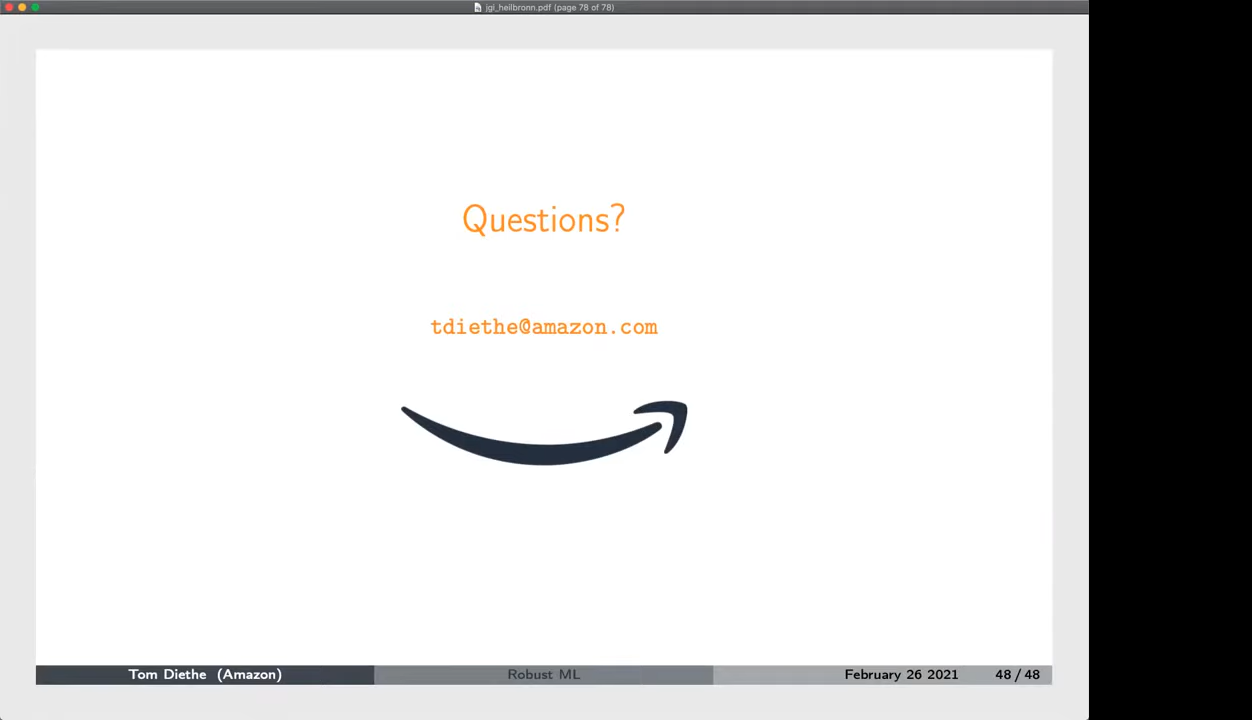 jgi_heilbronn.pdf (page 78 of 78)
Questions?
tdiethe@amazon.com
Tom Diethe (Amazon) Robust ML February 26 2021 48 / 48